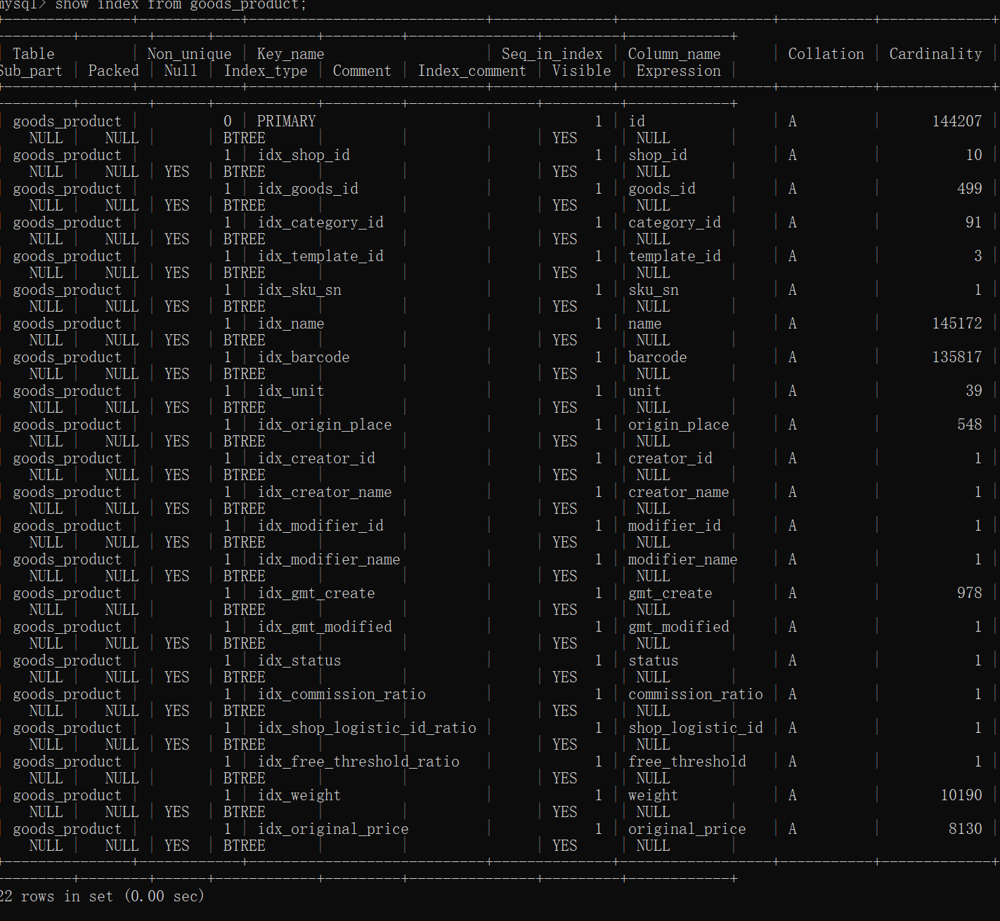 mysql> show index from goods_product;
+----------------+------------+-----------------------------+--------------+-------------------+-----------+-------------+
----------+--------+------+------------+---------+---------------+---------+------------+
| Table | Non_unique | Key_name | Seq_in_index | Column_name | Collation | Cardinality |
Sub_part | Packed | Null | Index_type | Comment | Index_comment | Visible | Expression |
+----------------+------------+-----------------------------+--------------+-------------------+-----------+-------------+
----------+--------+------+------------+---------+---------------+---------+------------+
| goods_product | 0 | PRIMARY | 1 | id | A | 144207 |
NULL | NULL | | BTREE | | | YES | NULL |
| goods_product | 1 | idx_shop_id | 1 | shop_id | A | 10 |
NULL | NULL | YES | BTREE | | | YES | NULL |
| goods_product | 1 | idx_goods_id | 1 | goods_id | A | 499 |
NULL | NULL | YES | BTREE | | | YES | NULL |
| goods_product | 1 | idx_category_id | 1 | category_id | A | 91 |
NULL | NULL | YES | BTREE | | | YES | NULL |
| goods_product | 1 | idx_template_id | 1 | template_id | A | 3 |
NULL | NULL | YES | BTREE | | | YES | NULL |
| goods_product | 1 | idx_sku_sn | 1 | sku_sn | A | 1 |
NULL | NULL | YES | BTREE | | | YES | NULL |
| goods_product | 1 | idx_name | 1 | name | A | 145172 |
NULL | NULL | YES | BTREE | | | YES | NULL |
| goods_product | 1 | idx_barcode | 1 | barcode | A | 135817 |
NULL | NULL | YES | BTREE | | | YES | NULL |
| goods_product | 1 | idx_unit | 1 | unit | A | 39 |
NULL | NULL | YES | BTREE | | | YES | NULL |
| goods_product | 1 | idx_origin_place | 1 | origin_place | A | 548 |
NULL | NULL | YES | BTREE | | | YES | NULL |
| goods_product | 1 | idx_creator_id | 1 | creator_id | A | 1 |
NULL | NULL | YES | BTREE | | | YES | NULL |
| goods_product | 1 | idx_creator_name | 1 | creator_name | A | 1 |
NULL | NULL | YES | BTREE | | | YES | NULL |
| goods_product | 1 | idx_modifier_id | 1 | modifier_id | A | 1 |
NULL | NULL | YES | BTREE | | | YES | NULL |
| goods_product | 1 | idx_modifier_name | 1 | modifier_name | A | 1 |
NULL | NULL | YES | BTREE | | | YES | NULL |
| goods_product | 1 | idx_gmt_create | 1 | gmt_create | A | 978 |
NULL | NULL | | BTREE | | | YES | NULL |
| goods_product | 1 | idx_gmt_modified | 1 | gmt_modified | A | 1 |
NULL | NULL | YES | BTREE | | | YES | NULL |
| goods_product | 1 | idx_status | 1 | status | A | 1 |
NULL | NULL | YES | BTREE | | | YES | NULL |
| goods_product | 1 | idx_commission_ratio | 1 | commission_ratio | A | 1 |
NULL | NULL | YES | BTREE | | | YES | NULL |
| goods_product | 1 | idx_shop_logistic_id_ratio | 1 | shop_logistic_id | A | 1 |
NULL | NULL | YES | BTREE | | | YES | NULL |
| goods_product | 1 | idx_free_threshold_ratio | 1 | free_threshold | A | 1 |
NULL | NULL | | BTREE | | | YES | NULL |
| goods_product | 1 | idx_weight | 1 | weight | A | 10190 |
NULL | NULL | YES | BTREE | | | YES | NULL |
| goods_product | 1 | idx_original_price | 1 | original_price | A | 8130 |
NULL | NULL | YES | BTREE | | | YES | NULL |
+----------------+------------+-----------------------------+--------------+-------------------+-----------+-------------+
----------+--------+------+------------+---------+---------------+---------+------------+
22 rows in set (0.00 sec)